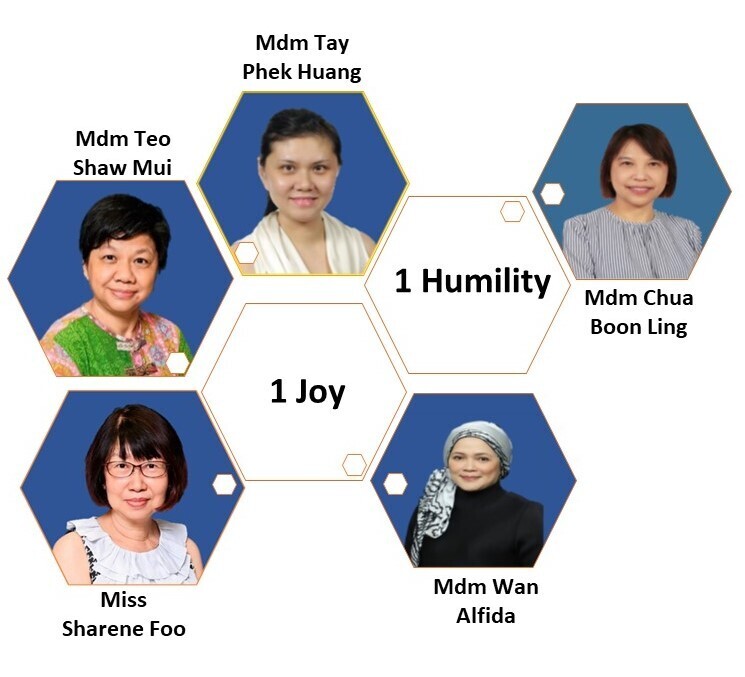 Mdm Tay
Phek Huang
Mdm Teo
Shaw Mui
1 Humility
Mdm Chua
Boon Ling
1 Joy
Mdm Wan
Alfida
Miss
Sharene Foo